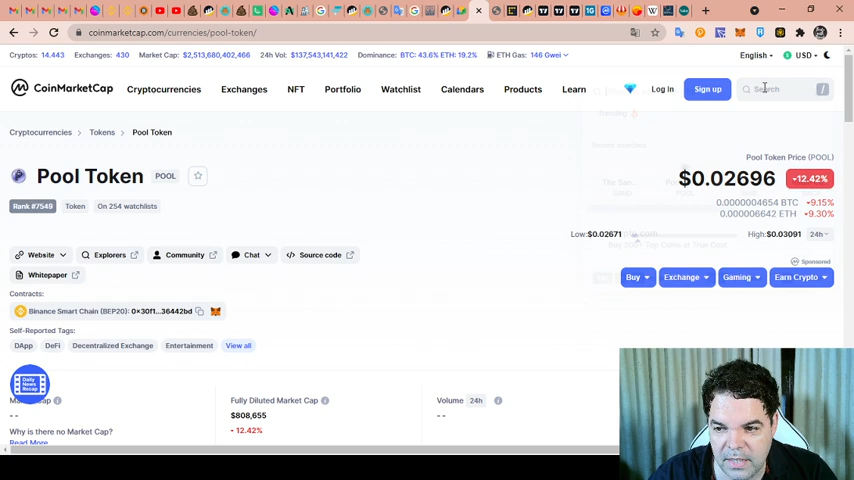 coinmarketcap.com/currencies/pool-token/
Cryptos: 14.443 Exchanges: 430 Market Cap: $2,513,680,402,466 24h Vol: $137,543,141,422 Dominance: BTC: 43.6% ETH: 19.2% ETH Gas: 146 Gwei English USD
CoinMarketCap Cryptocurrencies Exchanges NFT Portfolio Watchlist Calendars Products Learn Log in Sign up Search /
Trending
Cryptocurrencies Tokens Pool Token
Pool Token Price (POOL)
Pool Token POOL
$0.02696 12.42%
Rank #7549 Token On 254 watchlists
0.0000004654 BTC 9.15%
0.000006642 ETH 9.30%
Low: $0.02671 High: $0.03091 24h
Website Explorers Community Chat Source code
Sponsored
Whitepaper
Buy Exchange Gaming Earn Crypto
Contracts:
Binance Smart Chain (BEP20): 0x30f1...36442bd
Self-Reported Tags:
DApp DeFi Decentralized Exchange Entertainment View all
Daily News Recap
Fully Diluted Market Cap Volume 24h
- - $808,655 - -
12.42%
Why is there no Market Cap?
Read More